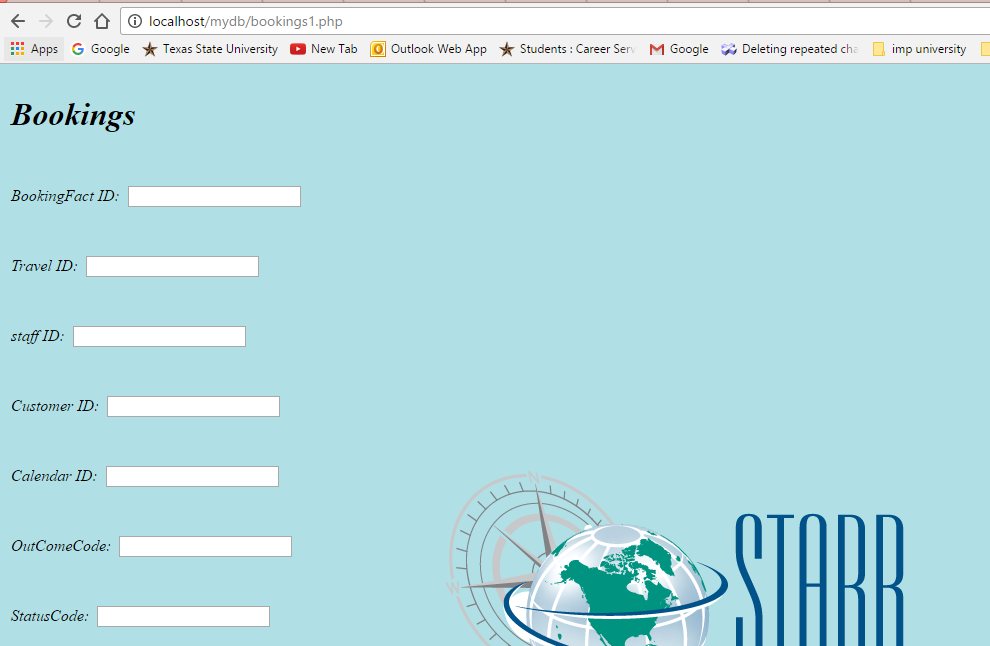 localhost/mydb/bookings1.php
Apps Google Texas State University New Tab Outlook Web App Students : Career Serv Google Deleting repeated cha imp university
Bookings
BookingFact ID:
Travel ID:
staff ID:
Customer ID:
Calendar ID:
N
W
STARR
OutComeCode:
StatusCode: